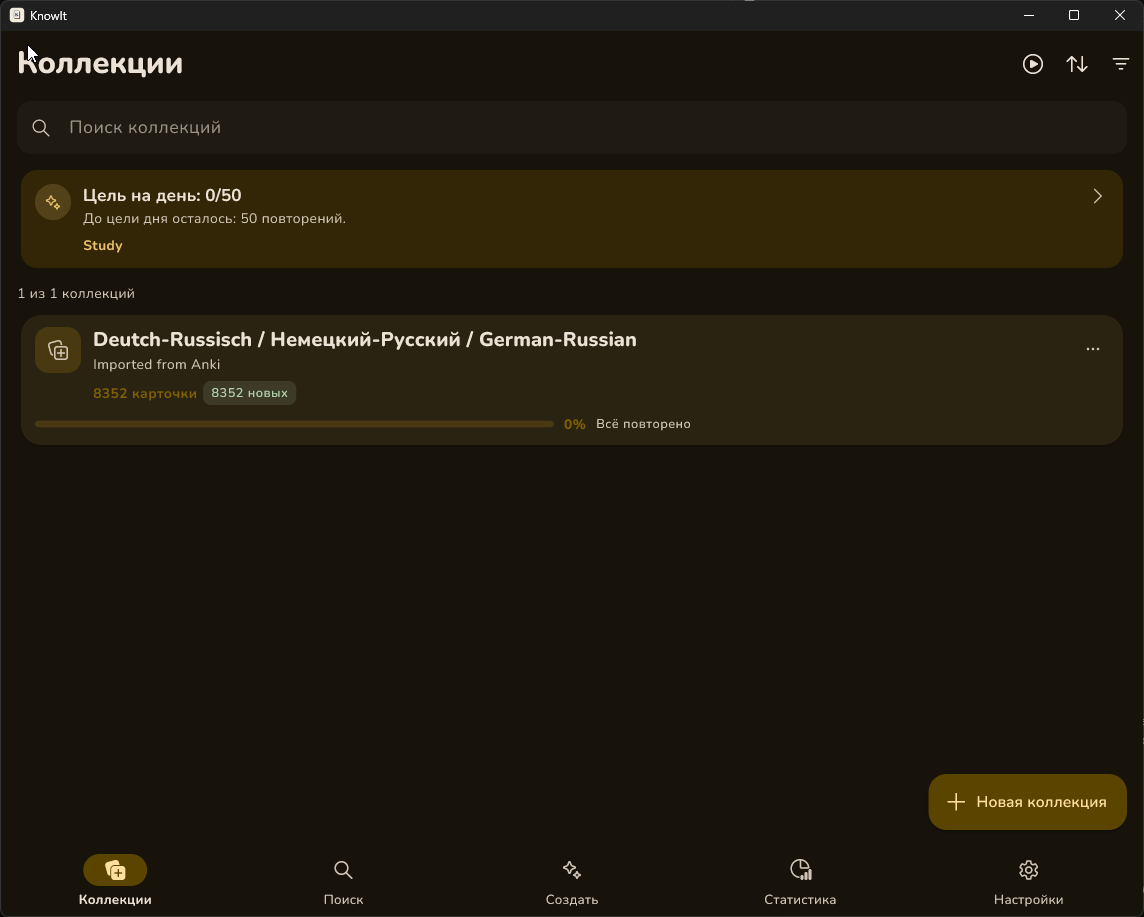 KnowIt
Коллекции
Поиск коллекций
Цель на день: 0/50
До цели дня осталось: 50 повторений.
Study
1 из 1 коллекций
Deutch-Russisch / Немецкий-Русский / German-Russian
Imported from Anki
8352 карточки 8352 новых
0% Всё повторено
Новая коллекция
Коллекции Поиск Создать Статистика Настройки